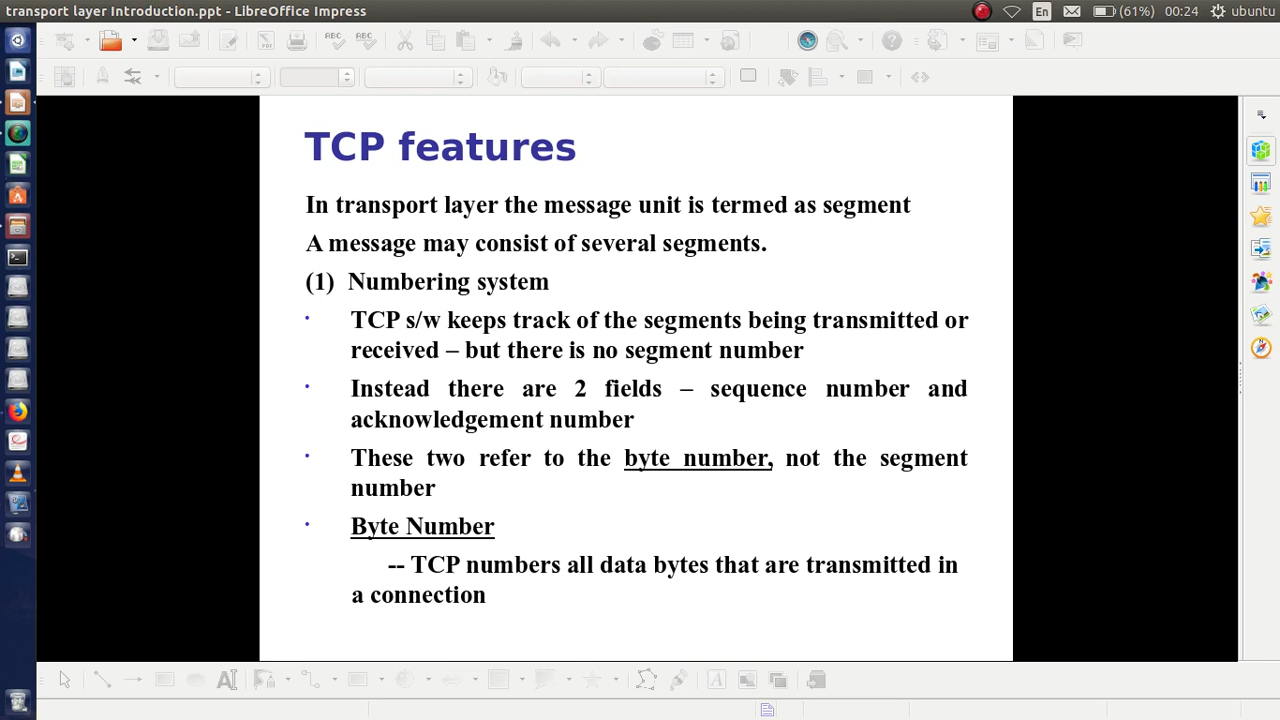 transport layer Introduction.ppt - LibreOffice Impress
En
(61%)
00:24
ubuntu
TCP features
In transport layer the message unit is termed as segment
A message may consist of several segments.
(1) Numbering system
• TCP s/w keeps track of the segments being transmitted or
received – but there is no segment number
• Instead there are 2 fields – sequence number and
acknowledgement number
• These two refer to the byte number, not the segment
number
• Byte Number
-- TCP numbers all data bytes that are transmitted in
a connection